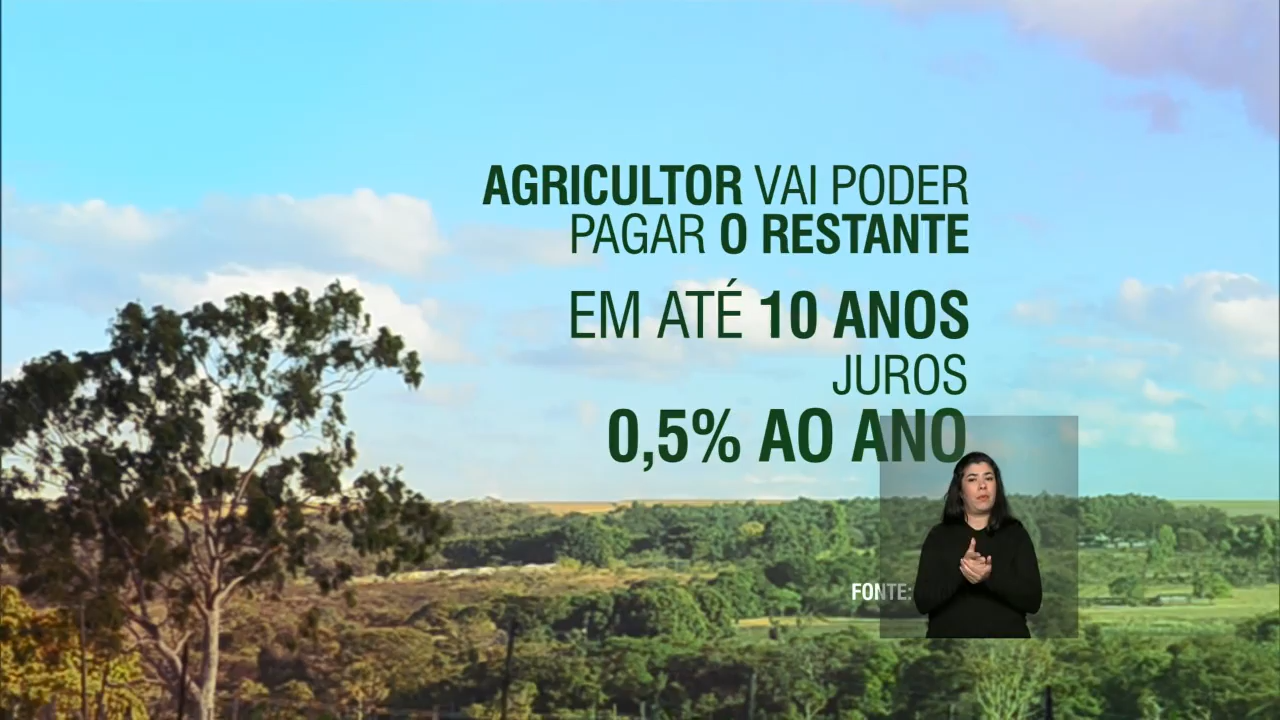 AGRICULTOR VAI PODER
PAGAR O RESTANTE
EM ATÉ 10 ANOS
JUROS
0,5% AO ANO
FONTE: